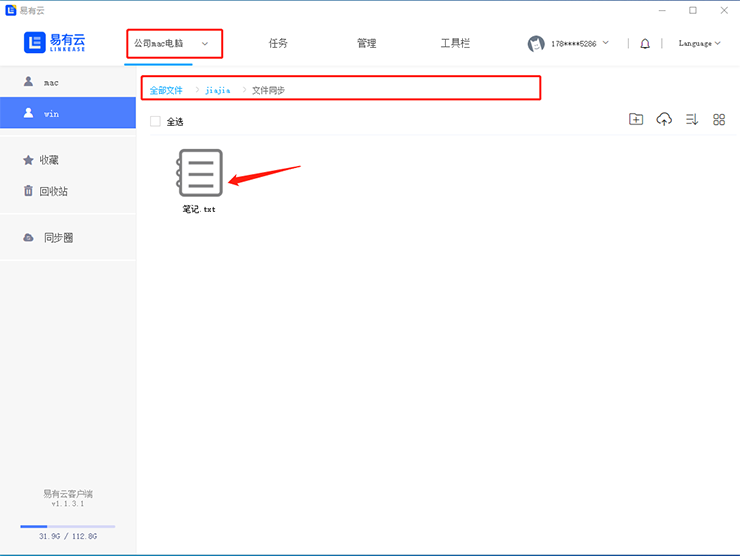 易有云
易有云
LINKEASE
公司mac电脑
任务
管理
工具栏
178****5286
Language
mac
win
收藏
回收站
同步圈
全部文件 jiajia 文件同步
全选
笔记.txt
易有云客户端
v1.1.3.1
31.9G / 112.8G